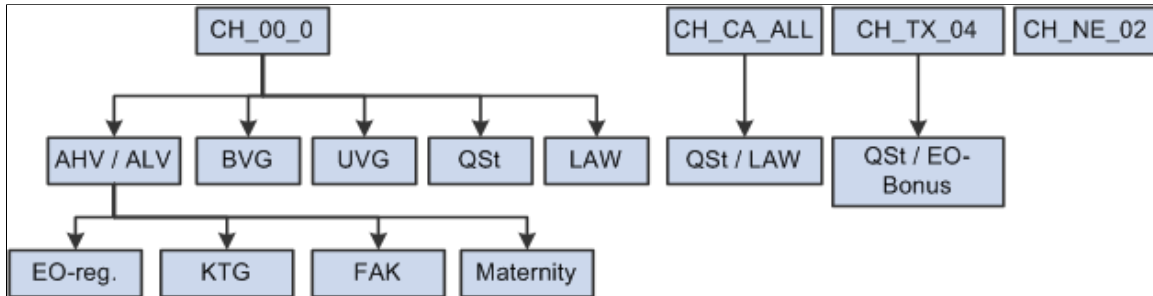 CH_00_0
CH_CA_ALL
CH_TX_04
CH_NE_02
AHV / ALV
BVG
UVG
QSt
LAW
QSt / LAW
QSt / EO-
Bonus
EO-reg.
KTG
FAK
Maternity